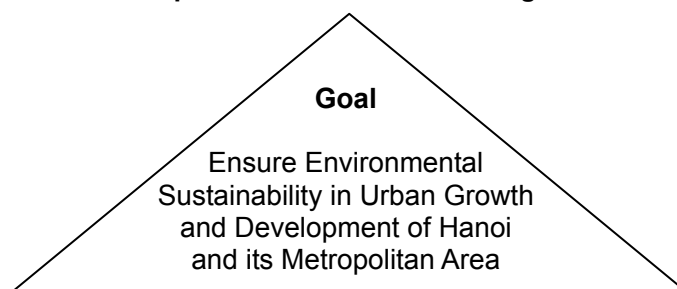 Goal
Ensure Environmental
Sustainability in Urban Growth
and Development of Hanoi
and its Metropolitan Area